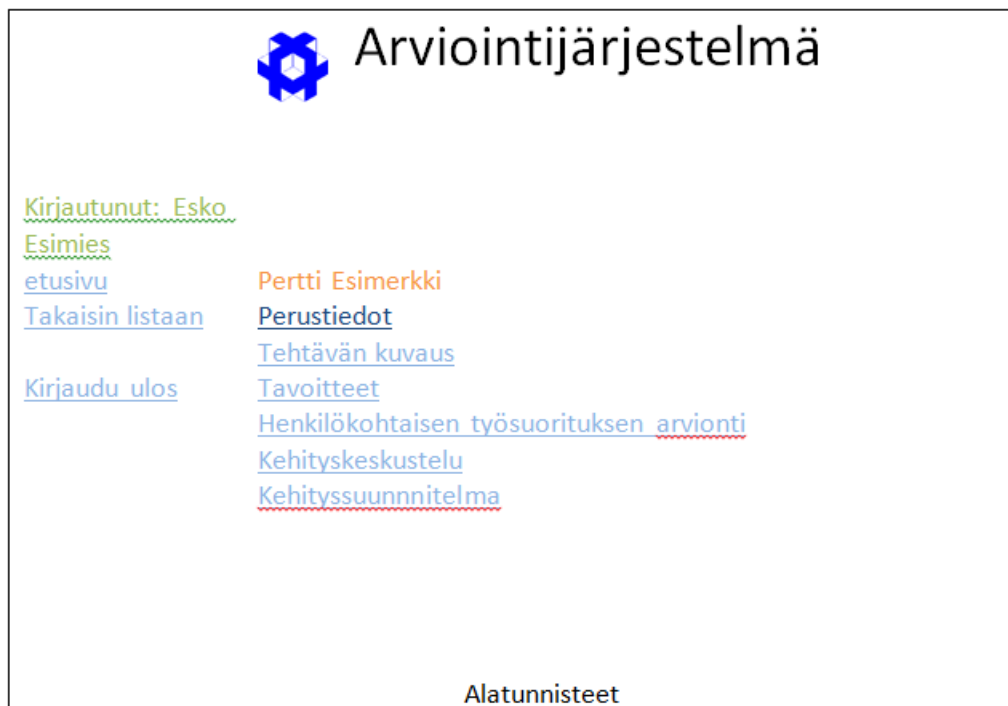 Arviointijärjestelmä
Kirjautunut: Esko
Esimies
etusivu
Pertti Esimerkki
Takaisin listaan
Perustiedot
Tehtävän kuvaus
Kirjaudu ulos
Tavoitteet
Henkilökohtaisen työsuorituksen arvionti
Kehityskeskustelu
Kehityssuunnnitelma
Alatunnisteet